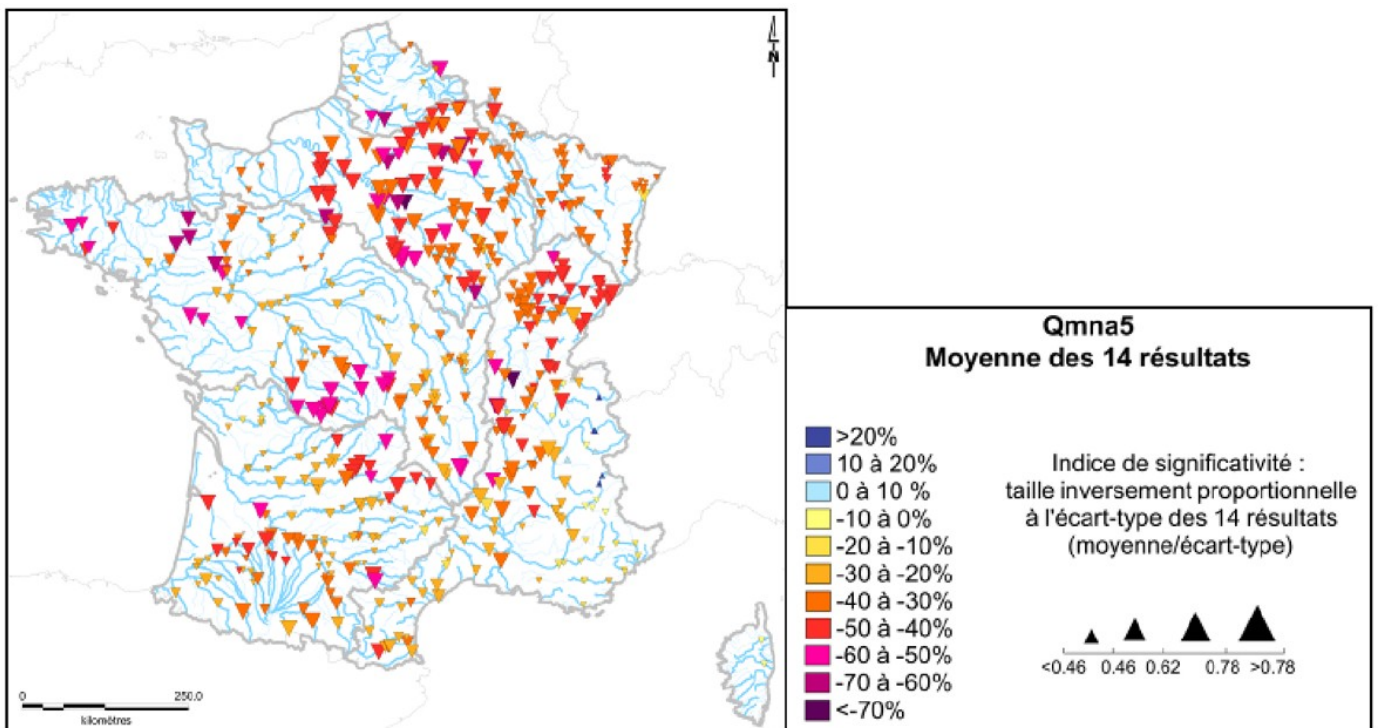 N
0
250.0
kilomètres
Qmna5
Moyenne des 14 résultats
>20%
10 à 20%
0 à 10 %
-10 à 0%
-20 à -10%
-30 à -20%
-40 à -30%
-50 à -40%
-60 à -50%
-70 à -60%
<-70%
Indice de significativité :
taille inversement proportionnelle
à l'écart-type des 14 résultats
(moyenne/écart-type)
<0.46 0.46 0.62 0.78 >0.78